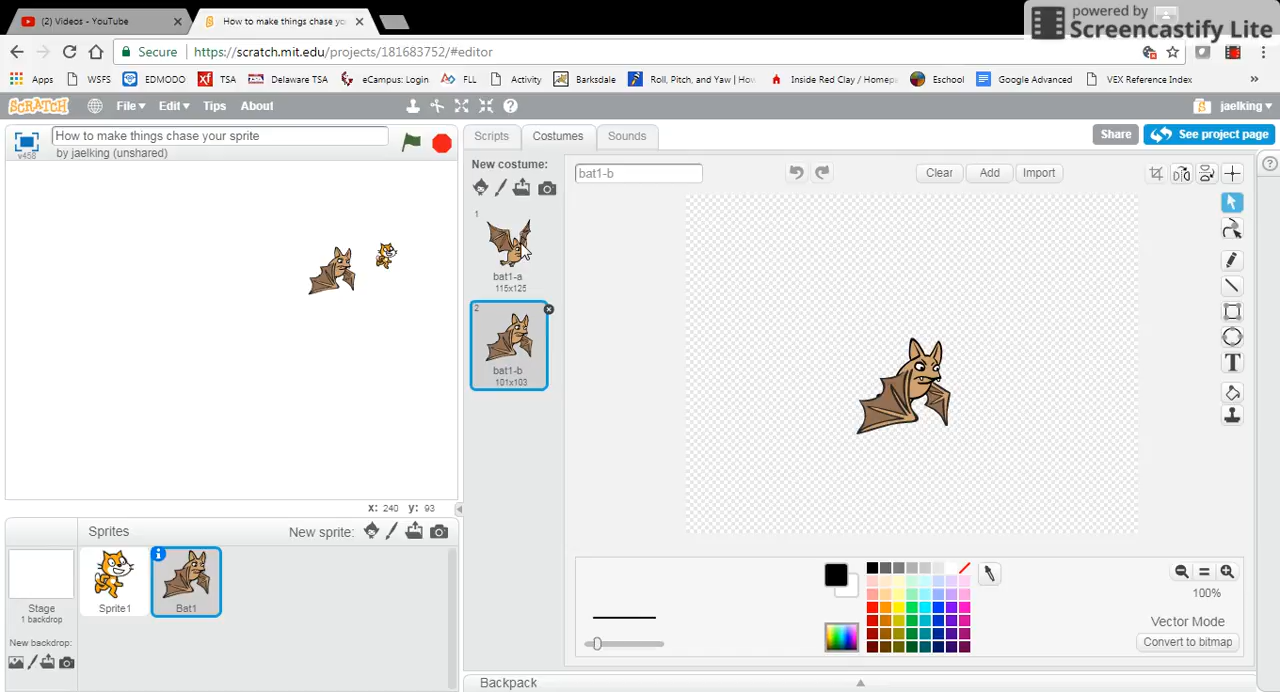 (2) Videos - YouTube
How to make things chase yo
powered by
Screencastify Lite
Secure
https://scratch.mit.edu/projects/181683752/#editor
Apps WSFS EDMODO TSA Delaware TSA eCampus: Login FLL Activity Barksdale Roll, Pitch, and Yaw | Ho Inside Red Clay / Home Eschool Google Advanced VEX Reference Index »
SCRATCH File Edit Tips About jaelking
v458
How to make things chase your sprite
by jaelking (unshared)
Scripts Costumes Sounds
Share See project page
New costume:
bat1-b
Clear Add Import
1
bat1-a
115x125
2
bat1-b
101x103
x: 240 y: 93
Sprites
New sprite:
Stage
1 backdrop
New backdrop:
Sprite1
Bat1
100%
Vector Mode
Convert to bitmap
Backpack